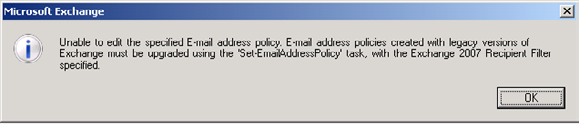 Microsoft Exchange
Unable to edit the specified E-mail address policy. E-mail address policies created with legacy versions of
Exchange must be upgraded using the 'Set-EmailAddressPolicy' task, with the Exchange 2007 Recipient Filter
specified.
OK